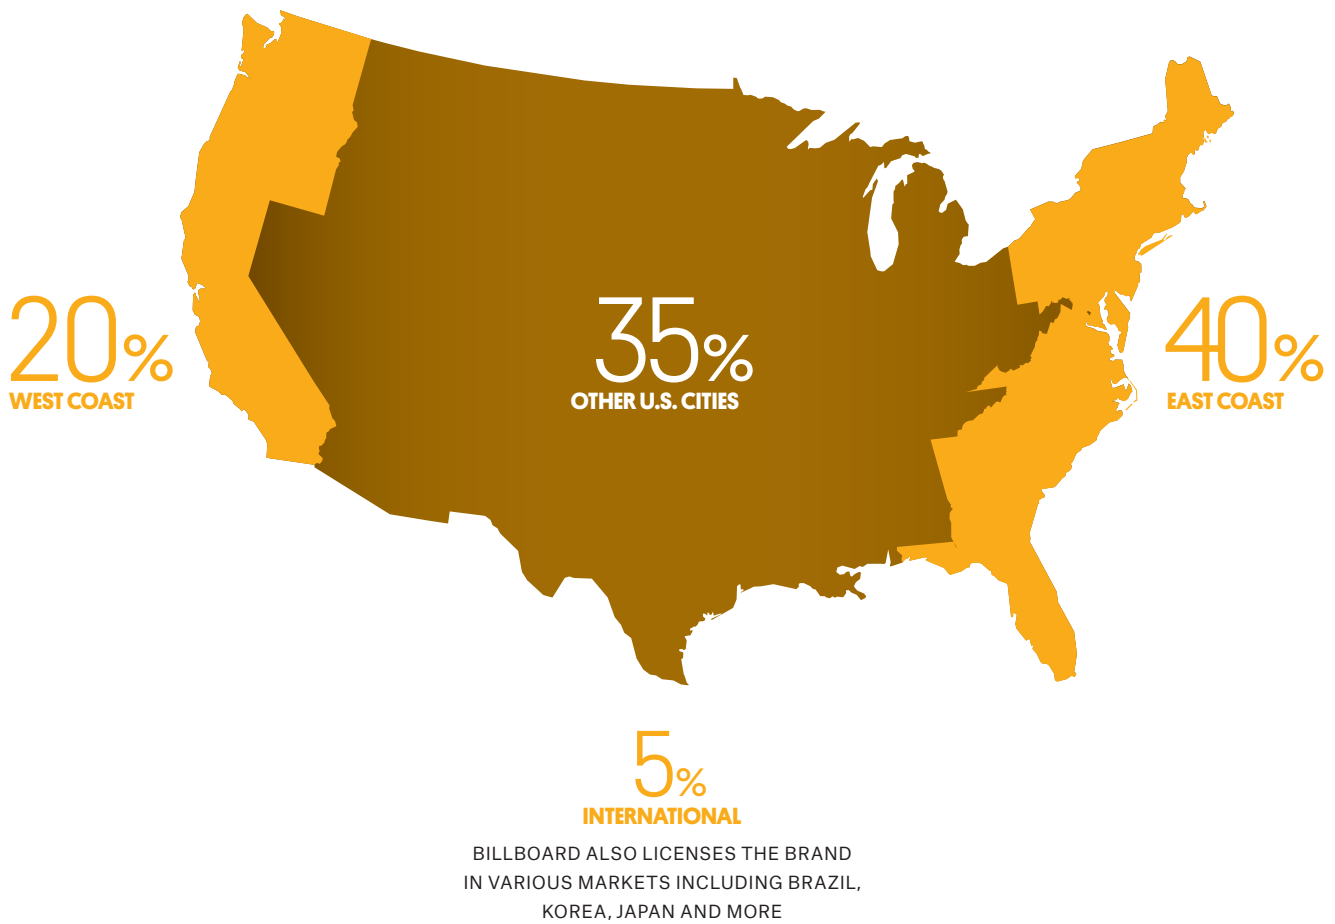 20%
WEST COAST
35%
OTHER U.S. CITIES
40%
EAST COAST
5%
INTERNATIONAL
BILLBOARD ALSO LICENSES THE BRAND
IN VARIOUS MARKETS INCLUDING BRAZIL,
KOREA, JAPAN AND MORE